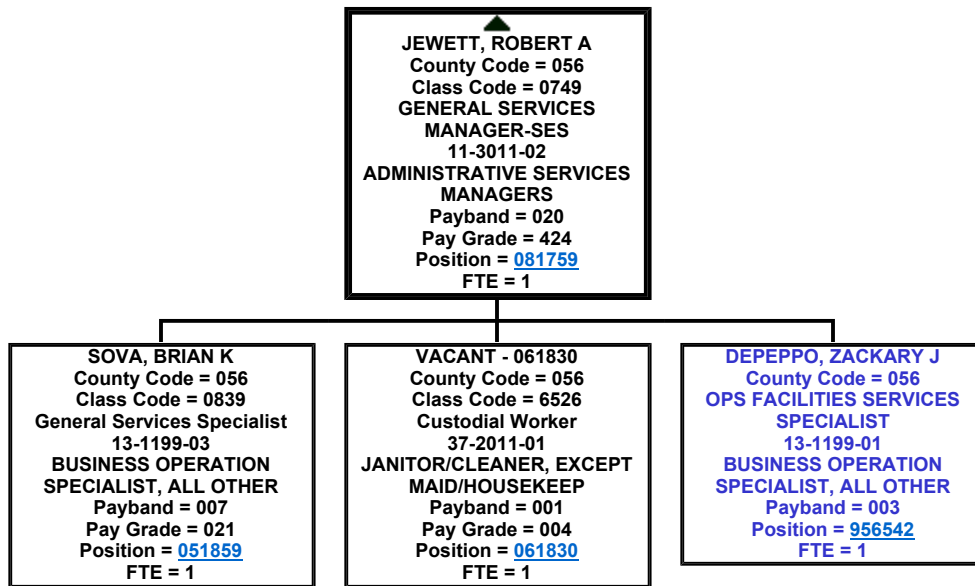 JEWETT, ROBERT A
County Code = 056
Class Code = 0749
GENERAL SERVICES
MANAGER-SES
11-3011-02
ADMINISTRATIVE SERVICES
MANAGERS
Payband = 020
Pay Grade = 424
Position = 081759
FTE = 1
SOVA, BRIAN K
County Code = 056
Class Code = 0839
General Services Specialist
13-1199-03
BUSINESS OPERATION
SPECIALIST, ALL OTHER
Payband = 007
Pay Grade = 021
Position = 051859
FTE = 1
VACANT - 061830
County Code = 056
Class Code = 6526
Custodial Worker
37-2011-01
JANITOR/CLEANER, EXCEPT
MAID/HOUSEKEEP
Payband = 001
Pay Grade = 004
Position = 061830
FTE = 1
DEPEPPO, ZACKARY J
County Code = 056
OPS FACILITIES SERVICES
SPECIALIST
13-1199-01
BUSINESS OPERATION
SPECIALIST, ALL OTHER
Payband = 003
Position = 956542
FTE = 1